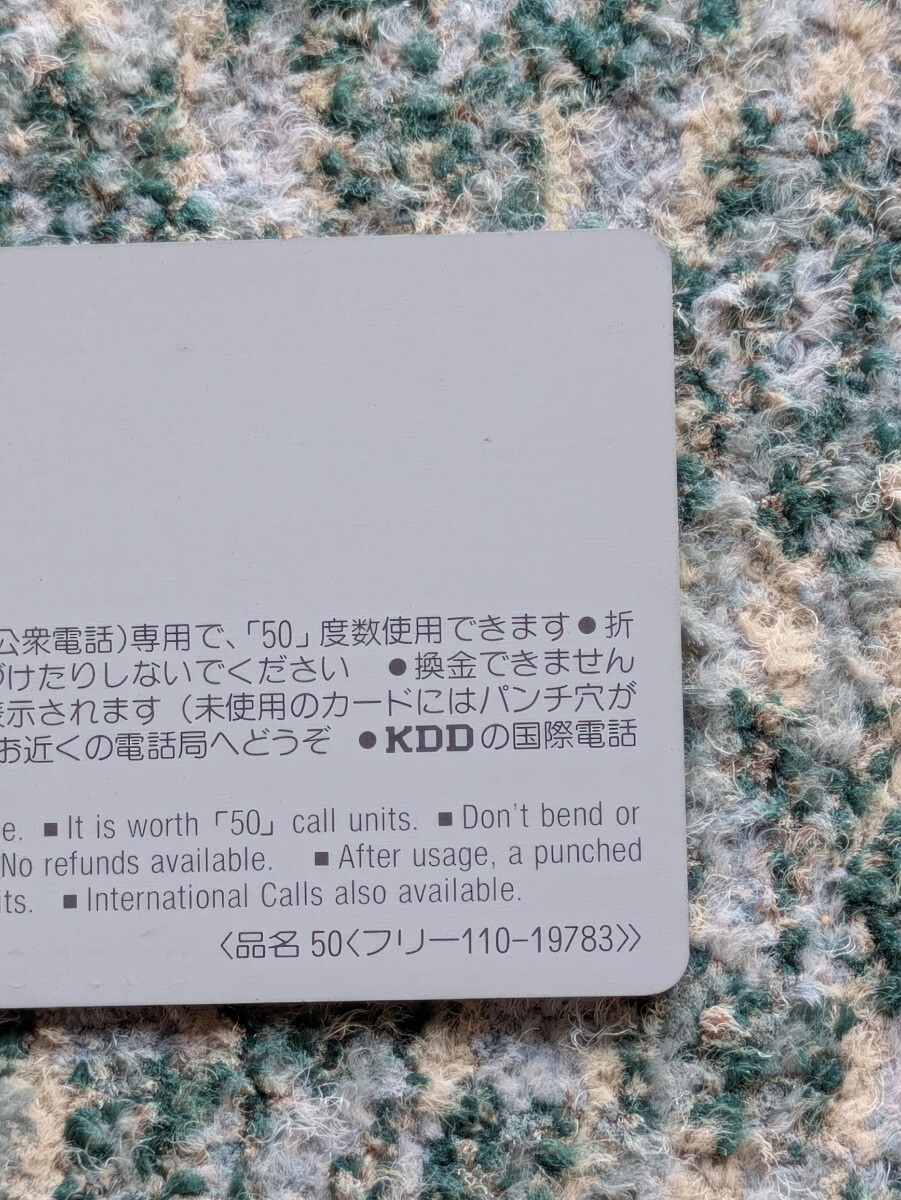 公衆電話)専用で、「50」度数使用できます●折
づけたりしないでください ●換金できません
表示されます (未使用のカードにはパンチ穴が
お近くの電話局へどうぞ ●KDDの国際電話
e. ■ It is worth 「50」 call units. ■ Don't bend or
No refunds available. ■ After usage, a punched
its. ■ International Calls also available.
〈品名 50〈フリー110-19783〉〉